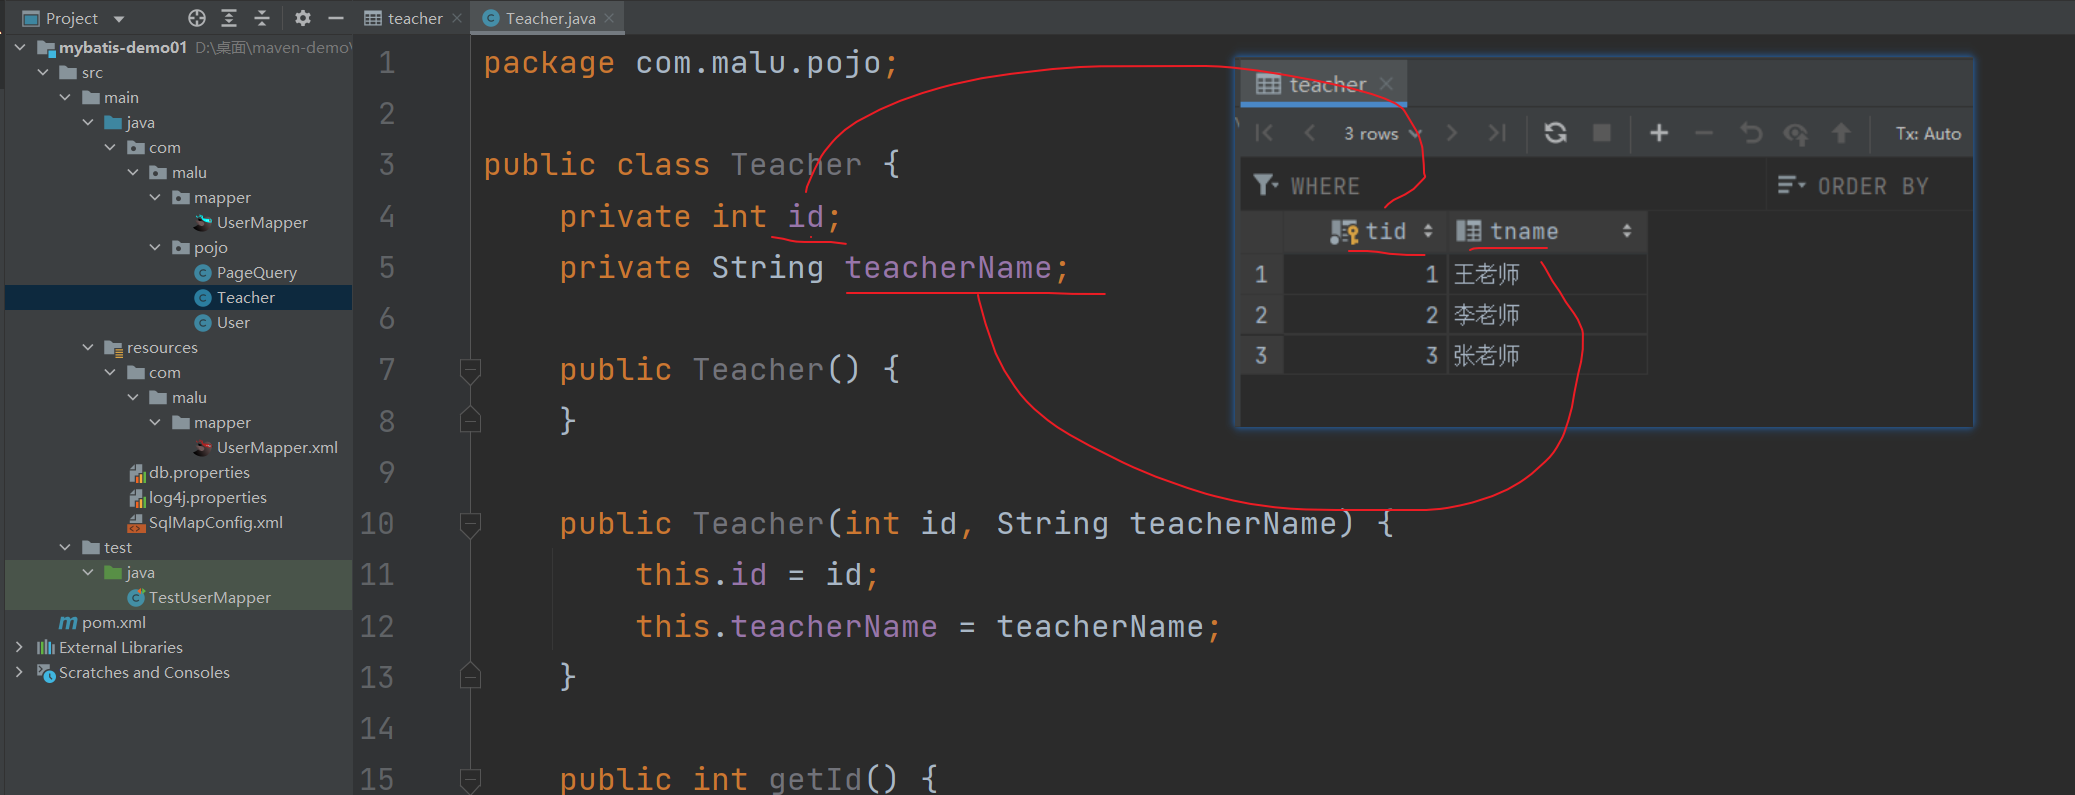 Project
teacher
Teacher.java
mybatis-demo01 D:\桌面\maven-demo\
src
main
java
com
malu
mapper
UserMapper
pojo
PageQuery
Teacher
User
resources
com
malu
mapper
UserMapper.xml
db.properties
log4j.properties
SqlMapConfig.xml
test
java
TestUserMapper
pom.xml
External Libraries
Scratches and Consoles
1 package com.malu.pojo;
2
3 public class Teacher {
4 private int id;
5 private String teacherName;
6
7 public Teacher() {
8 }
9
10 public Teacher(int id, String teacherName) {
11 this.id = id;
12 this.teacherName = teacherName;
13 }
14
15 public int getId() {
teacher
3 rows
Tx: Auto
WHERE
ORDER BY
tid tname
1 1 王老师
2 2 李老师
3 3 张老师